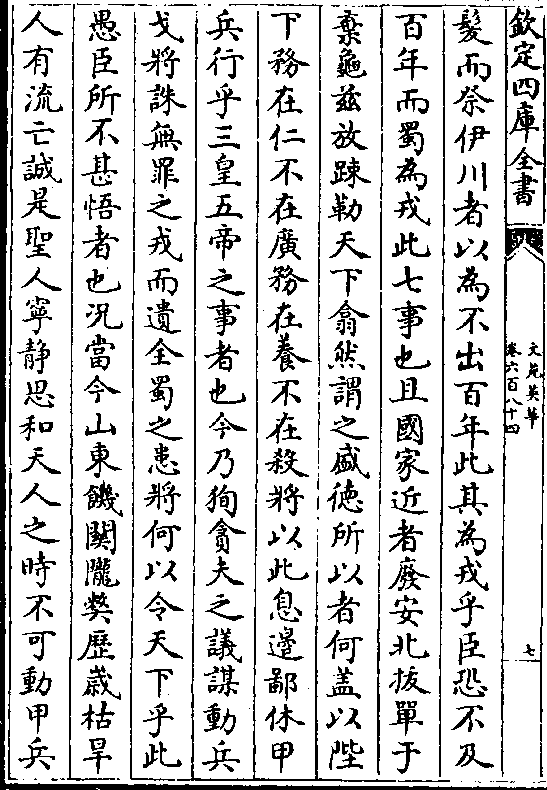 欽定四庫全書
文苑英華
卷六百八十四
七
髮而祭伊川者以為不出百年此其為戎乎臣恐不及
百年而蜀為戎此七事也且國家近者廢安北拔單于
棄龜兹放踈勒天下翕然謂之盛德所以者何盖以陛
下務在仁不在廣務在養不在殺將以此息邊鄙休甲
兵行乎三皇五帝之事者也今乃徇貪夫之議謀動兵
戈將誅無罪之戎而遺全蜀之患將何以令天下乎此
愚臣所不甚悟者也况當今山東饑關隴獘歴歳枯旱
人有流亡誠是聖人寧静思和天人之時不可動甲兵